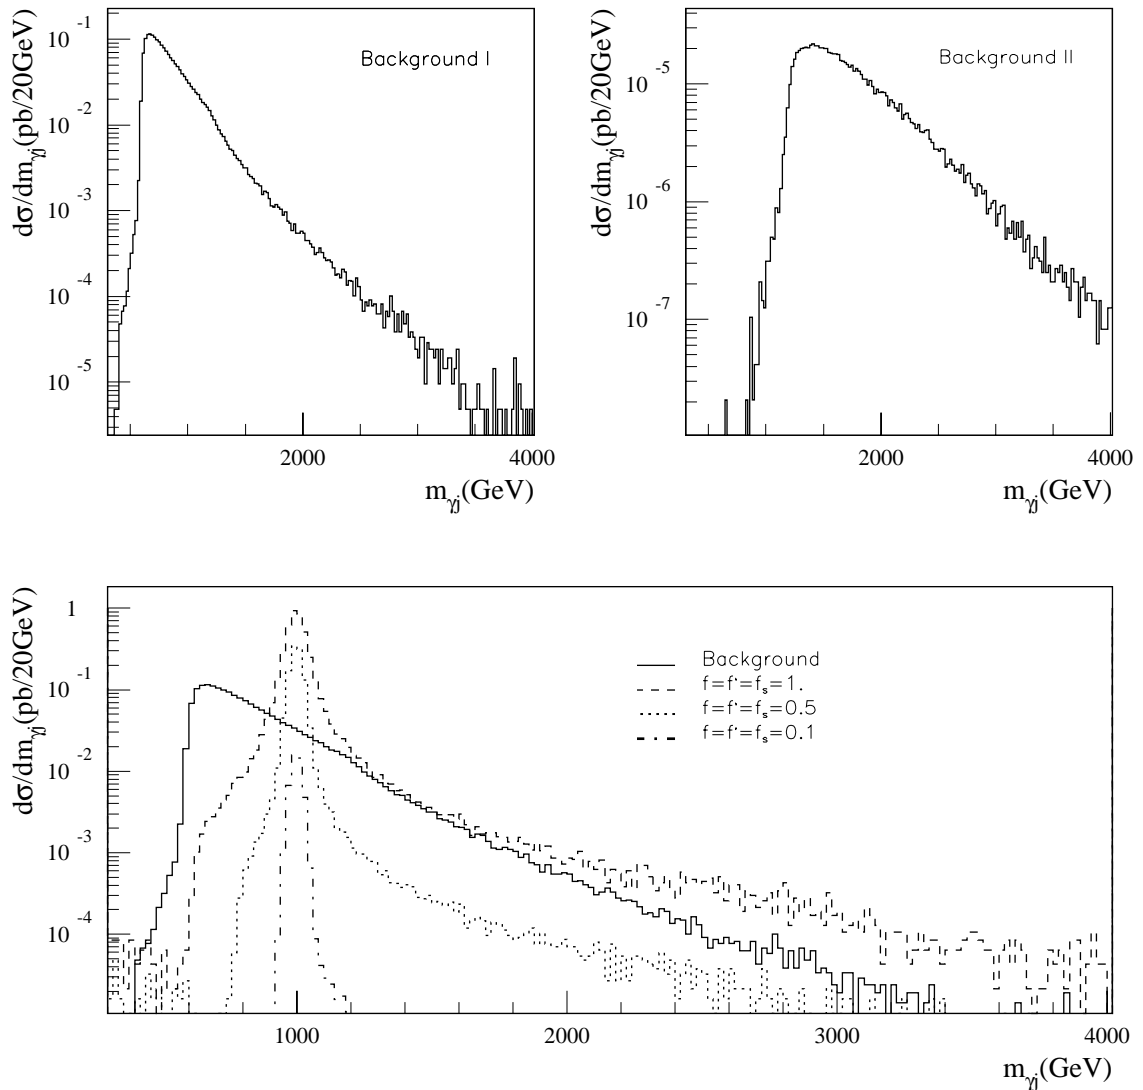 dσ/dm_γj(pb/20GeV)
Background I
10^-1
10^-2
10^-3
10^-4
10^-5
2000
4000
m_γj(GeV)
dσ/dm_γj(pb/20GeV)
Background II
10^-5
10^-6
10^-7
2000
4000
m_γj(GeV)
dσ/dm_γj(pb/20GeV)
1
10^-1
10^-2
10^-3
10^-4
Background
f=f'=f_s=1.
f=f'=f_s=0.5
f=f'=f_s=0.1
1000
2000
3000
4000
m_γj(GeV)